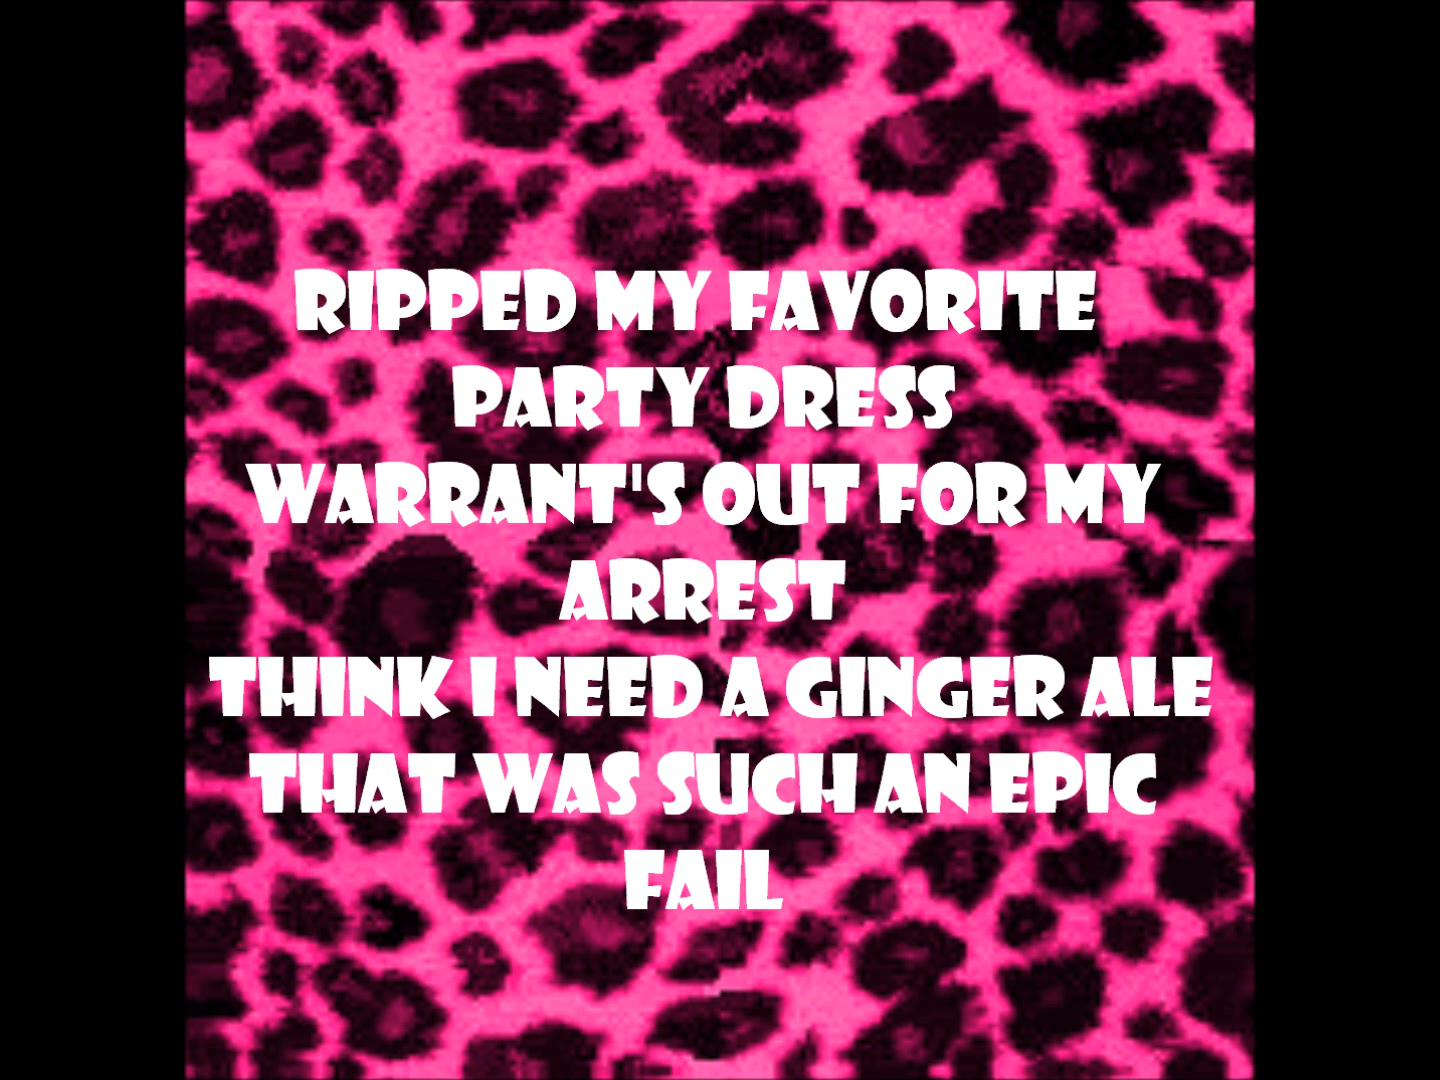 RIPPED MY FAVORITE
PARTY DRESS
WARRANT'S OUT FOR MY
ARREST
THINK I NEED A GINGER ALE
THAT WAS SUCH AN EPIC
FAIL